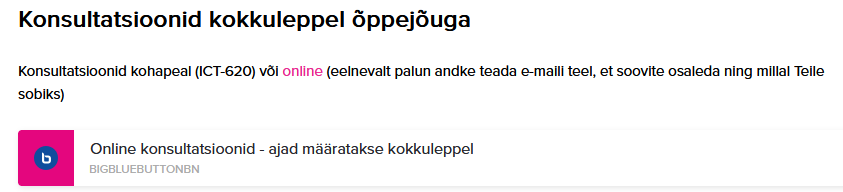 Konsultatsioonid kokkuleppel õppejõuga
Konsultatsioonid kohapeal (ICT-620) või online (eelnevalt palun andke teada e-maili teel, et soovite osaleda ning millal Teile
sobiks)
b
Online konsultatsioonid - ajad määratakse kokkuleppel
BIGBLUEBUTTONBN